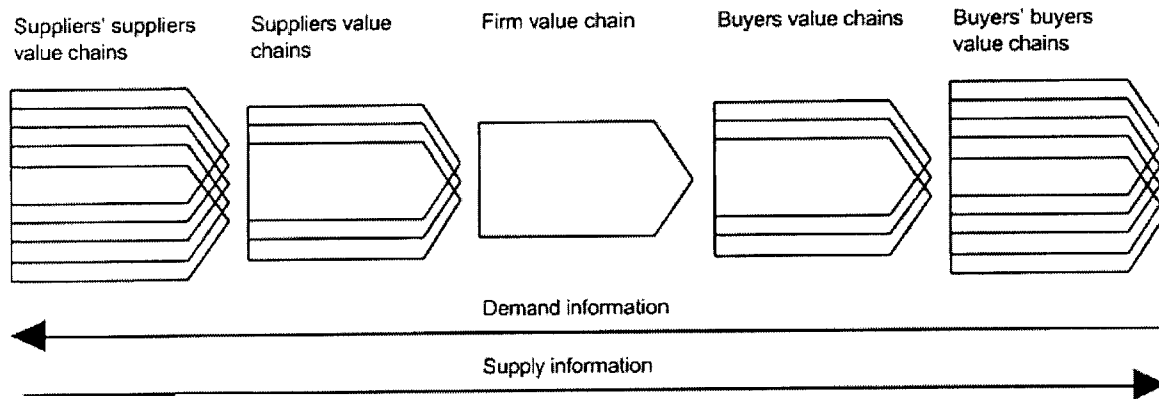 Suppliers' suppliers
value chains
Suppliers value
chains
Firm value chain
Buyers value chains
Buyers' buyers
value chains
Demand information
Supply information